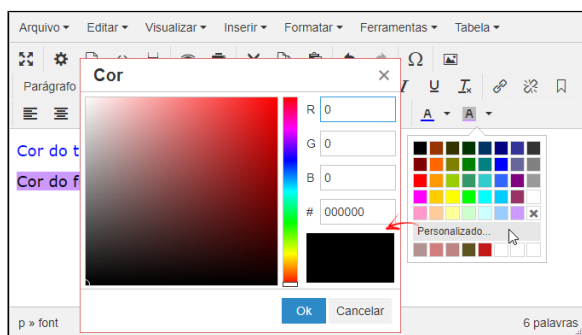 Arquivo Editar Visualizar Inserir Formatar Ferramentas Tabela
Parágrafo
Cor
R 0
G 0
B 0
# 000000
Ok Cancelar
Cor do t
Cor do f
A A
Personalizado...
p » font 6 palavras